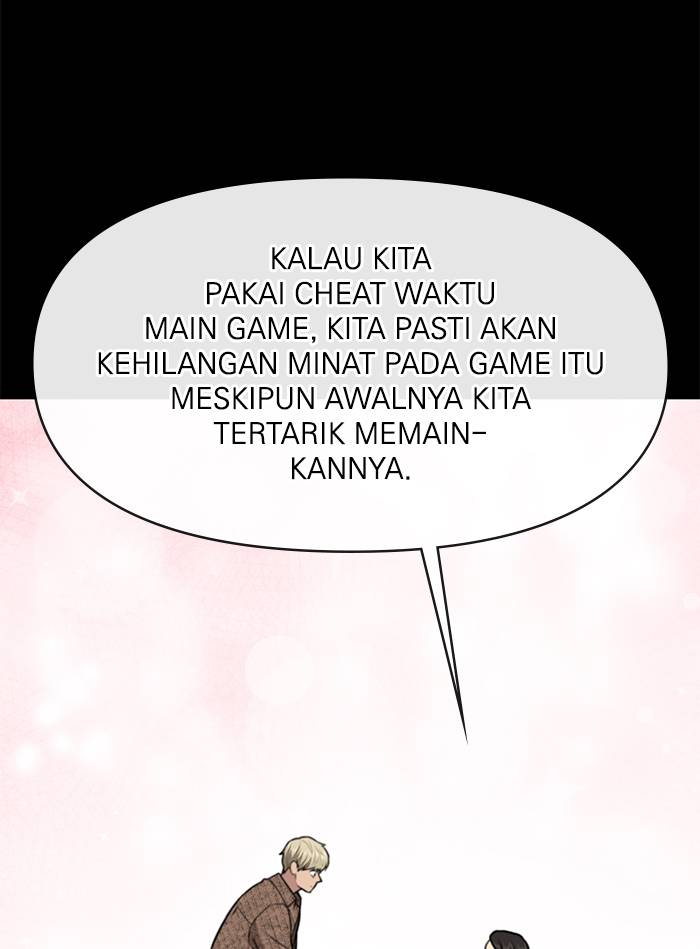 KALAU KITA
PAKAI CHEAT WAKTU
MAIN GAME, KITA PASTI AKAN
KEHILANGAN MINAT PADA GAME ITU
MESKIPUN AWALNYA KITA
TERTARIK MEMAIN-
KANNYA.